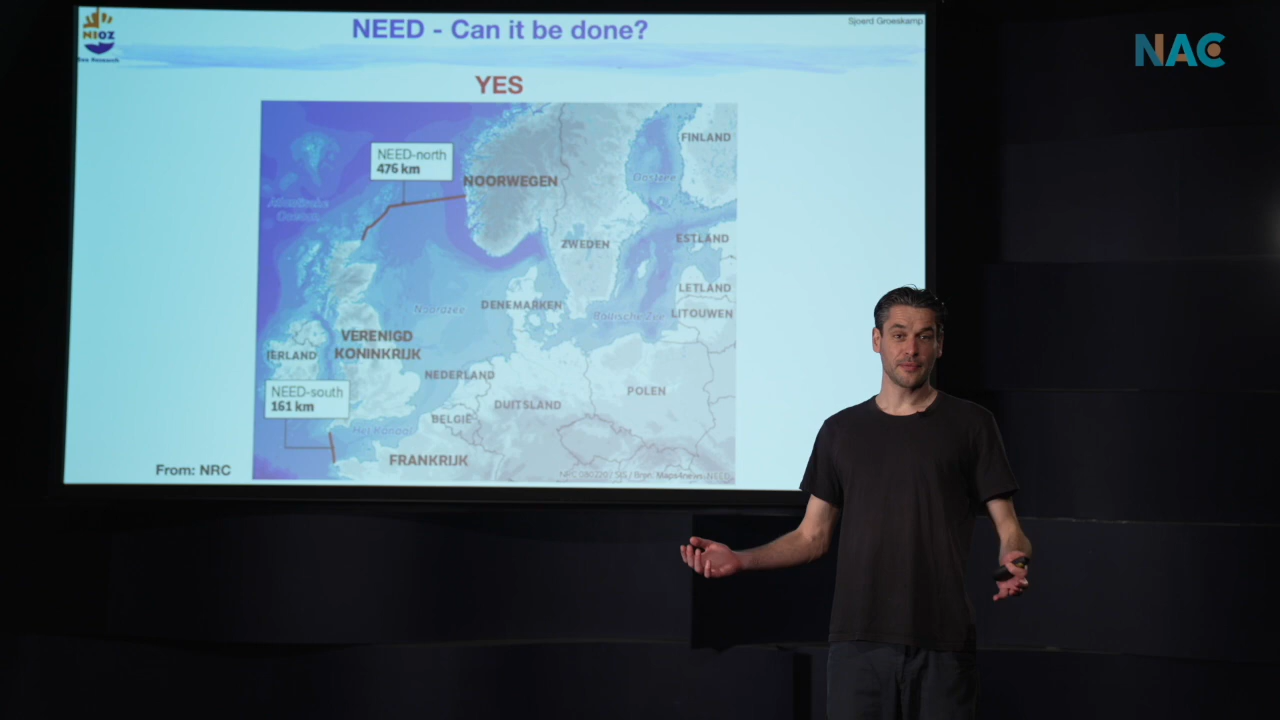 NEED - Can it be done?
Sjoerd Groeskamp
NIOZ
Sea Research
NAC
YES
FINLAND
NEED-north
476 km
Oostzee
NOORWEGEN
Atlantische
Oceaan
ZWEDEN
ESTLAND
LETLAND
Noordzee
DENEMARKEN
Baltische Zee
LITOUWEN
VERENIGD
KONINKRIJK
IERLAND
NEDERLAND
NEED-south
161 km
POLEN
DUITSLAND
BELGIË
Het Kanaal
FRANKRIJK
From: NRC